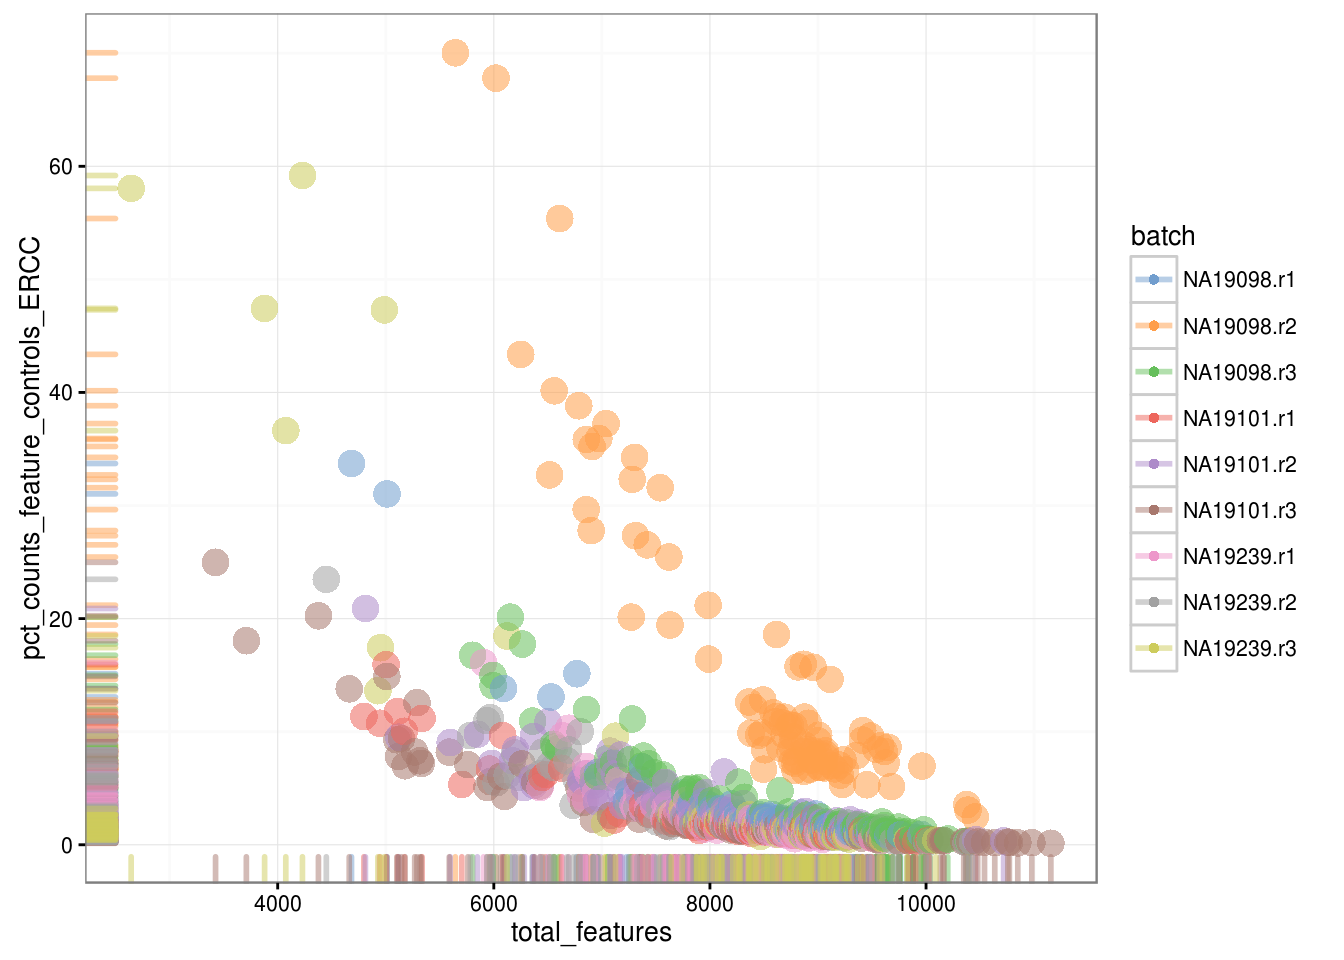 60
40
20
0
pct_counts_feature_controls_ERCC
4000 6000 8000 10000
total_features
batch
NA19098.r1
NA19098.r2
NA19098.r3
NA19101.r1
NA19101.r2
NA19101.r3
NA19239.r1
NA19239.r2
NA19239.r3